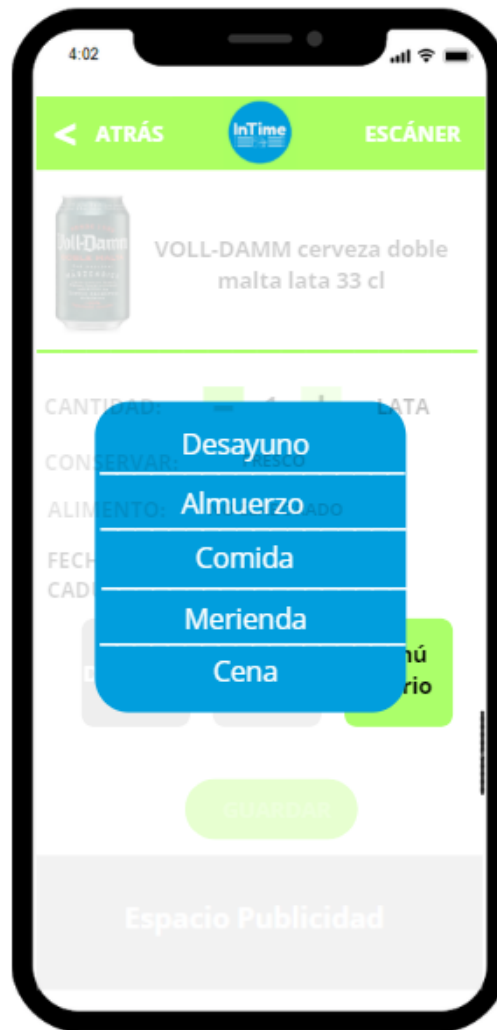 4:02
< ATRÁS
InTime
ESCÁNER
Voll-Damm
VOLL-DAMM cerveza doble
malta lata 33 cl
CANTIDAD: - 1 + LATA
Desayuno
CONSERVAR: FRESCO
Almuerzo
ALIMENTO:
Comida
Merienda
Cena
GUARDAR
Espacio Publicidad